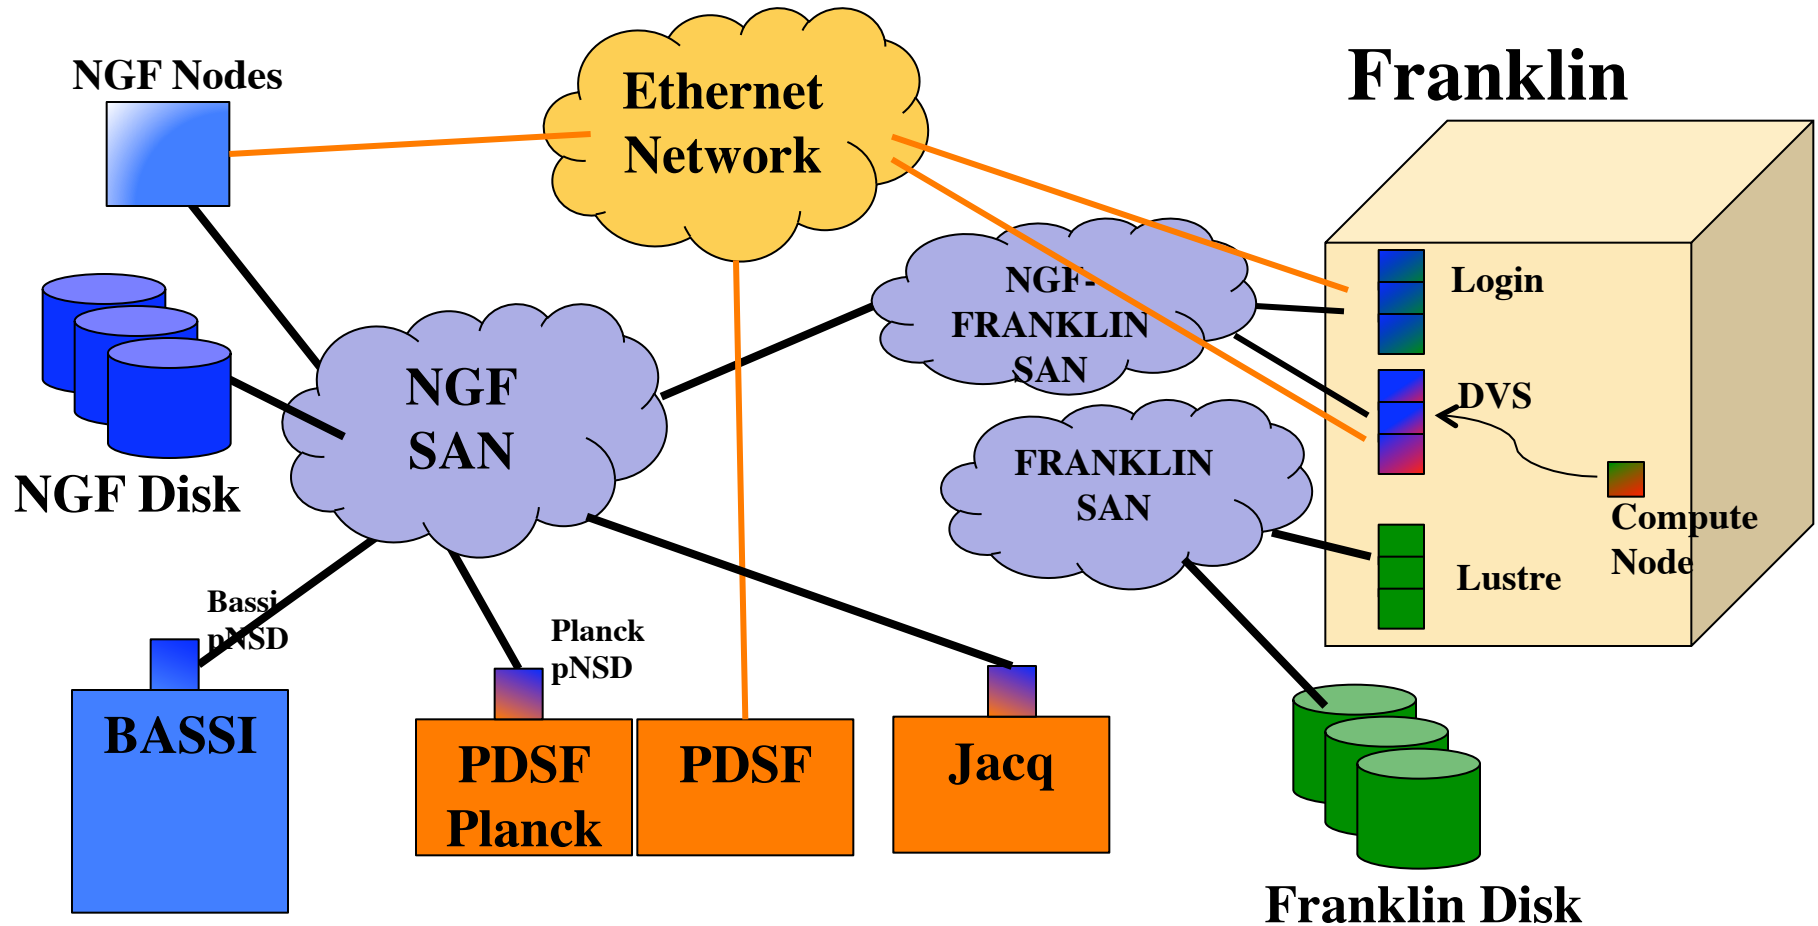 NGF Nodes
Ethernet
Network
Franklin
NGF-
FRANKLIN
SAN
Login
NGF
SAN
DVS
FRANKLIN
SAN
NGF Disk
Compute
Node
Lustre
Bassi
pNSD
Planck
pNSD
BASSI
PDSF
Planck
PDSF
Jacq
Franklin Disk